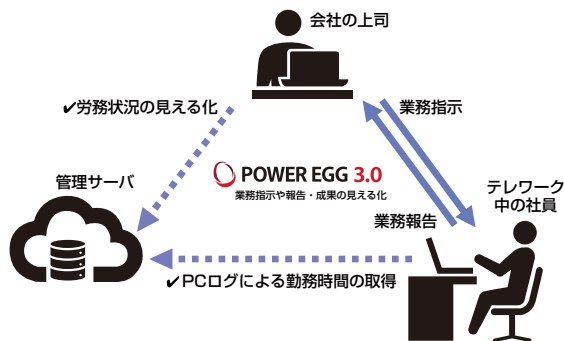 会社の上司
✔労務状況の見える化
業務指示
POWER EGG 3.0
業務指示や報告・成果の見える化
管理サーバ
テレワーク
中の社員
業務報告
✔PCログによる勤務時間の取得